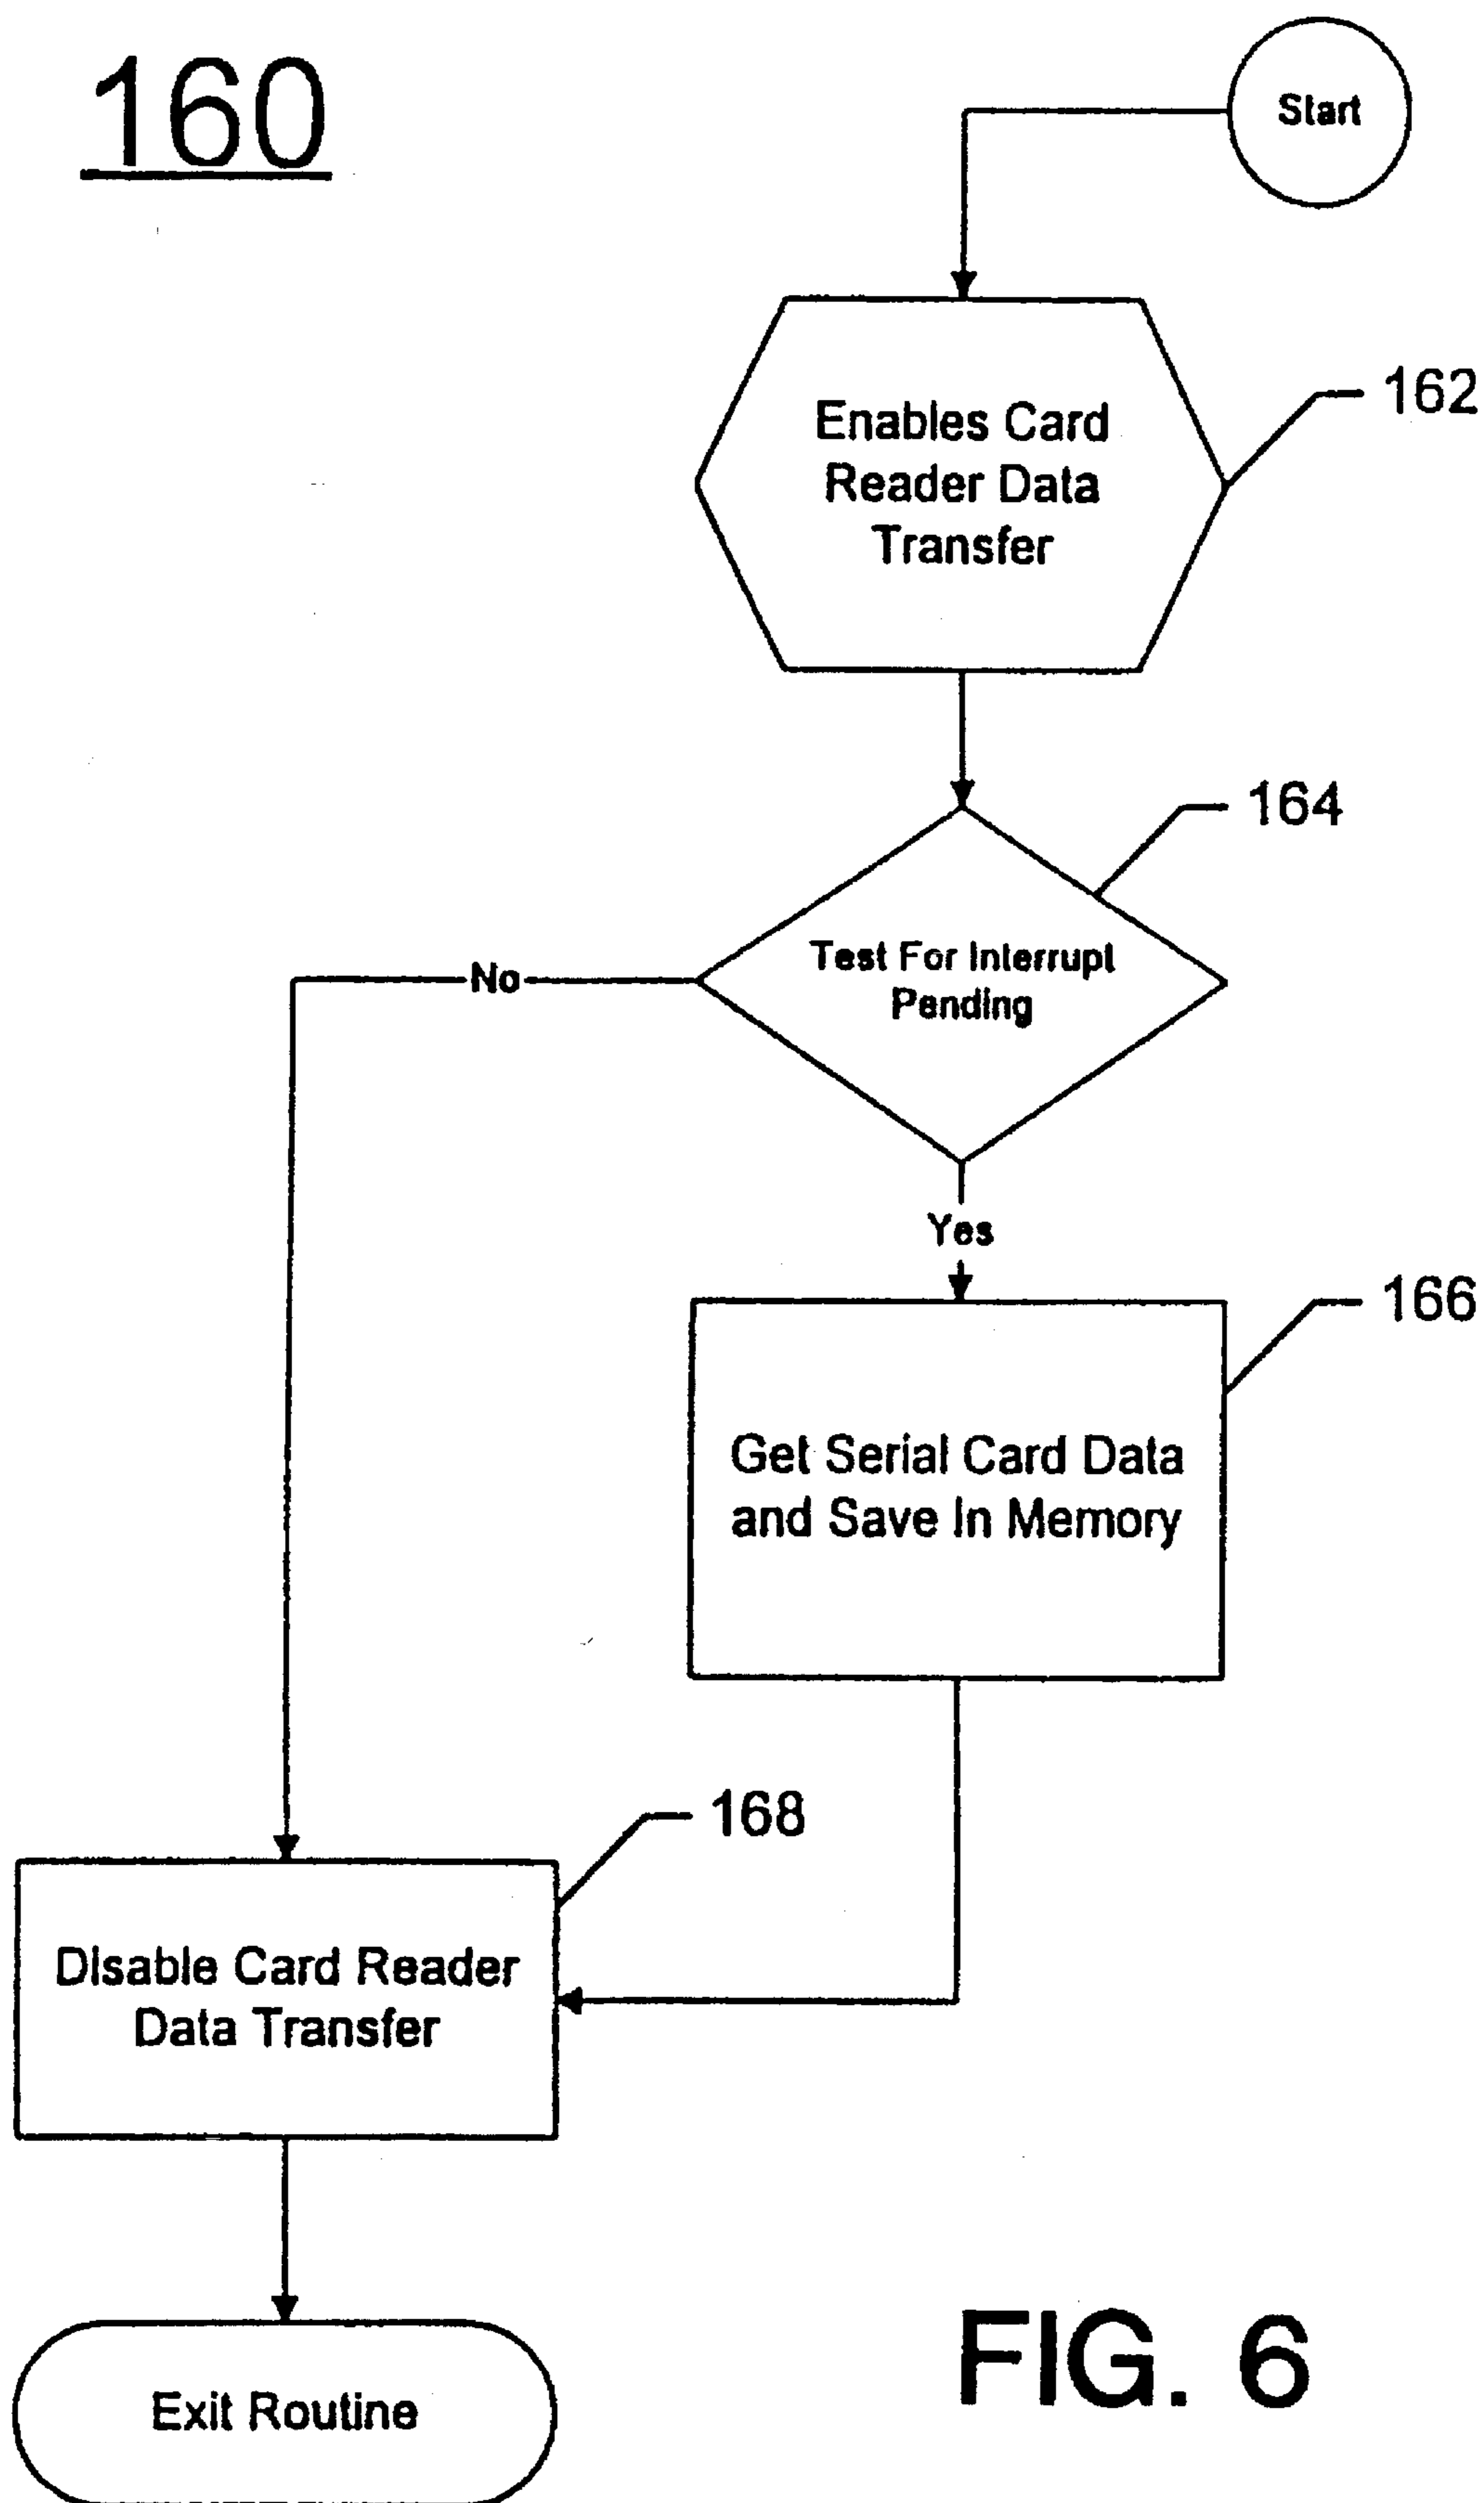 160
Start
Enables Card
Reader Data
Transfer
162
164
Test For Interrupt
Pending
No
Yes
166
Get Serial Card Data
and Save In Memory
168
Disable Card Reader
Data Transfer
Exit Routine
FIG. 6